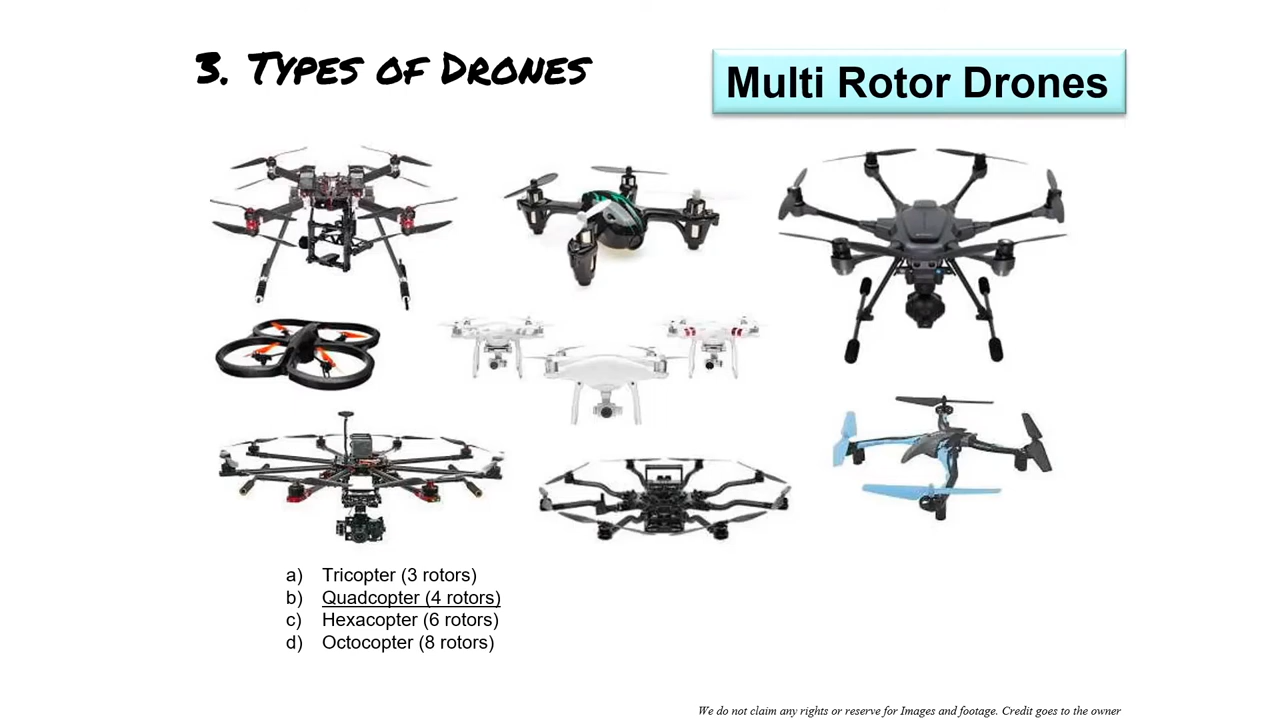 3. Types of Drones
Multi Rotor Drones
a) Tricopter (3 rotors)
b) Quadcopter (4 rotors)
c) Hexacopter (6 rotors)
d) Octocopter (8 rotors)
We do not claim any rights or reserve for Images and footage. Credit goes to the owner